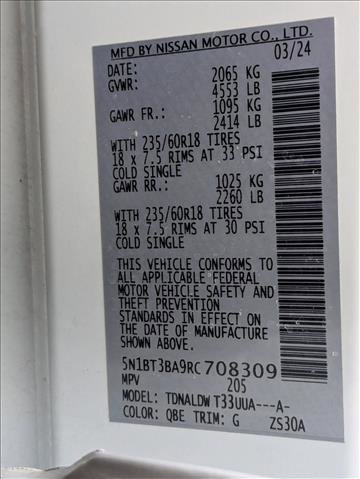 MFD BY NISSAN MOTOR CO., LTD.
DATE: 03/24
GVWR: 2065 KG
4553 LB
GAWR FR.: 1095 KG
2414 LB
WITH 235/60R18 TIRES
18 x 7.5 RIMS AT 33 PSI
COLD SINGLE
GAWR RR.: 1025 KG
2260 LB
WITH 235/60R18 TIRES
18 x 7.5 RIMS AT 30 PSI
COLD SINGLE
THIS VEHICLE CONFORMS TO
ALL APPLICABLE FEDERAL
MOTOR VEHICLE SAFETY AND
THEFT PREVENTION
STANDARDS IN EFFECT ON
THE DATE OF MANUFACTURE
SHOWN ABOVE.
5N1BT3BA9RC708309
MPV 205
MODEL: TDNALDW T33UUA---A-
COLOR: QBE TRIM: G ZS30A